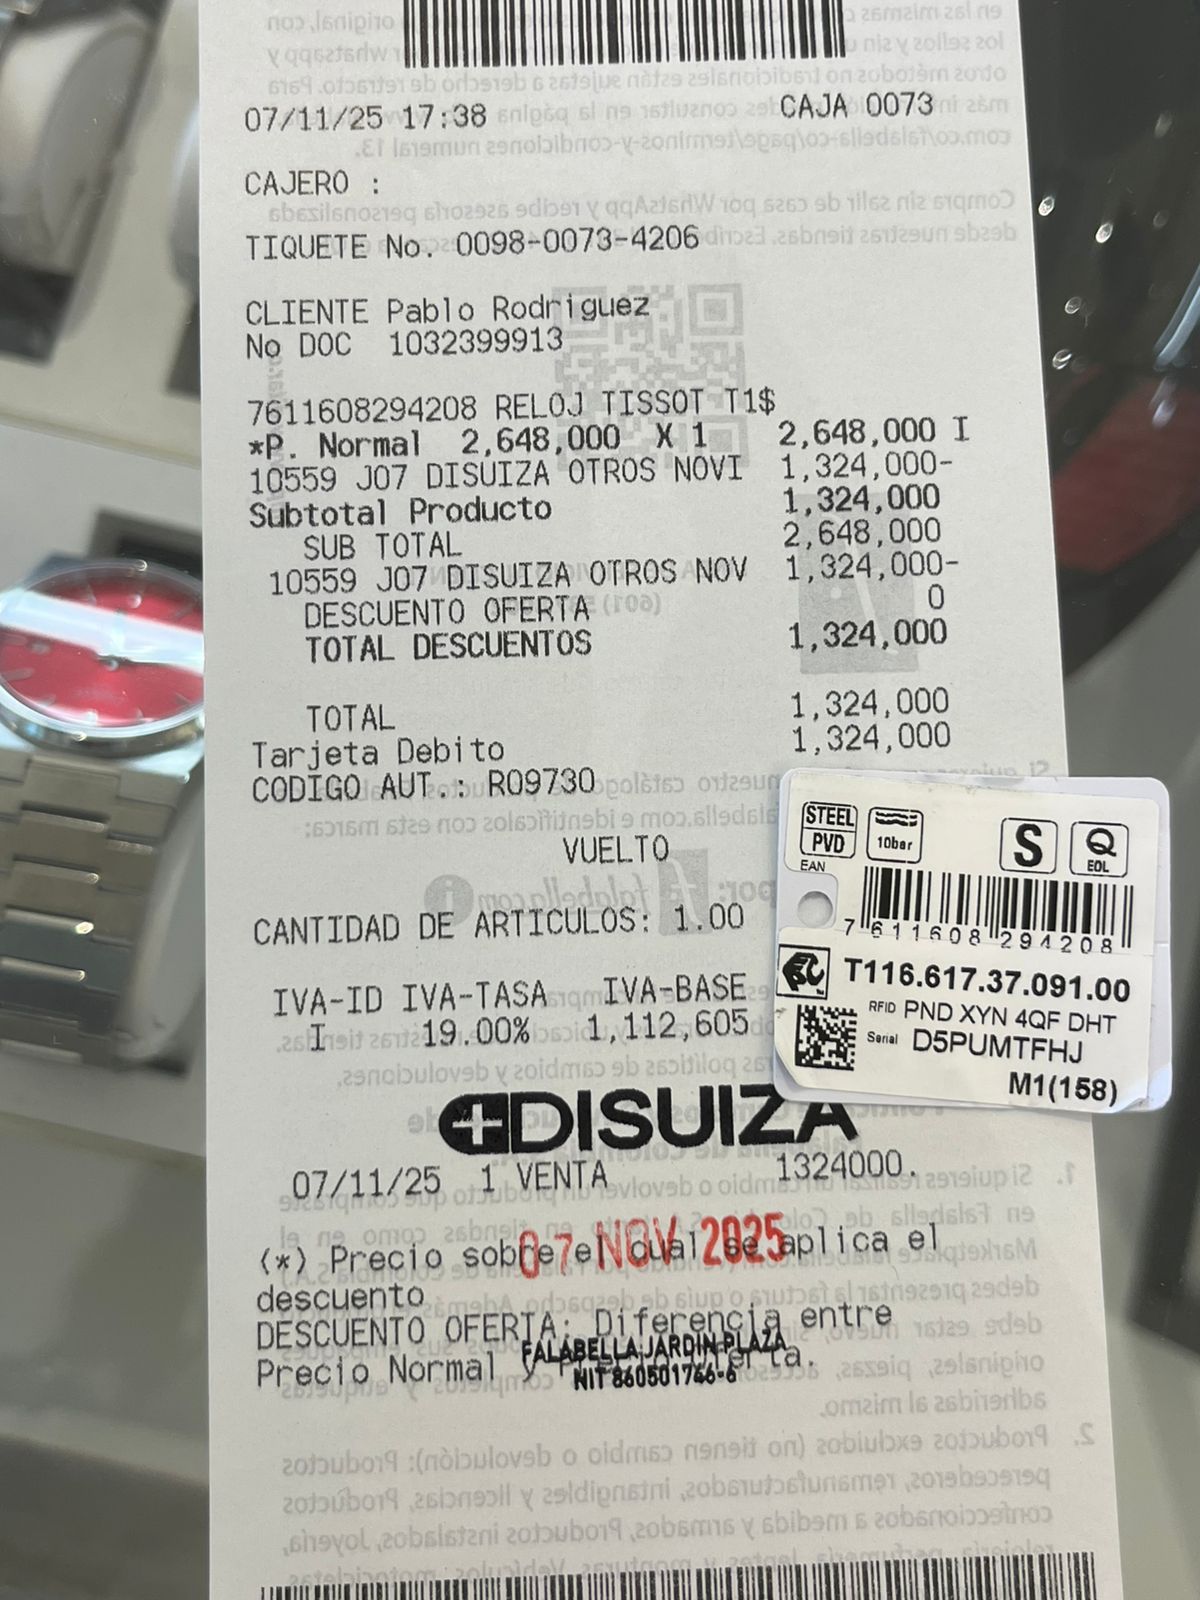 07/11/25 17:38 CAJA 0073
CAJERO :
TIQUETE No. 0098-0073-4206
CLIENTE Pablo Rodriguez
No DOC 1032399913
7611608294208 RELOJ TISSOT T1$
*P. Normal 2,648,000 X 1 2,648,000 I
10559 J07 DISUIZA OTROS NOVI 1,324,000-
Subtotal Producto 1,324,000
SUB TOTAL 2,648,000
10559 J07 DISUIZA OTROS NOV 1,324,000-
DESCUENTO OFERTA 0
TOTAL DESCUENTOS 1,324,000
TOTAL 1,324,000
Tarjeta Debito 1,324,000
CODIGO AUT.: R09730
VUELTO
CANTIDAD DE ARTICULOS: 1.00
IVA-ID IVA-TASA IVA-BASE
I 19.00% 1,112,605
DISUIZA
07/11/25 1 VENTA 1324000.
07 NOV 2025
(*) Precio sobre el cual se aplica el
descuento
DESCUENTO OFERTA: Diferencia entre
Precio Normal y
FALABELLA JARDIN PLAZA
NIT 860501746-6
STEEL
PVD
10bar
S
Q
EOL
EAN
7 611608 294208
T116.617.37.091.00
RFID PND XYN 4QF DHT
Serial D5PUMTFHJ
M1(158)